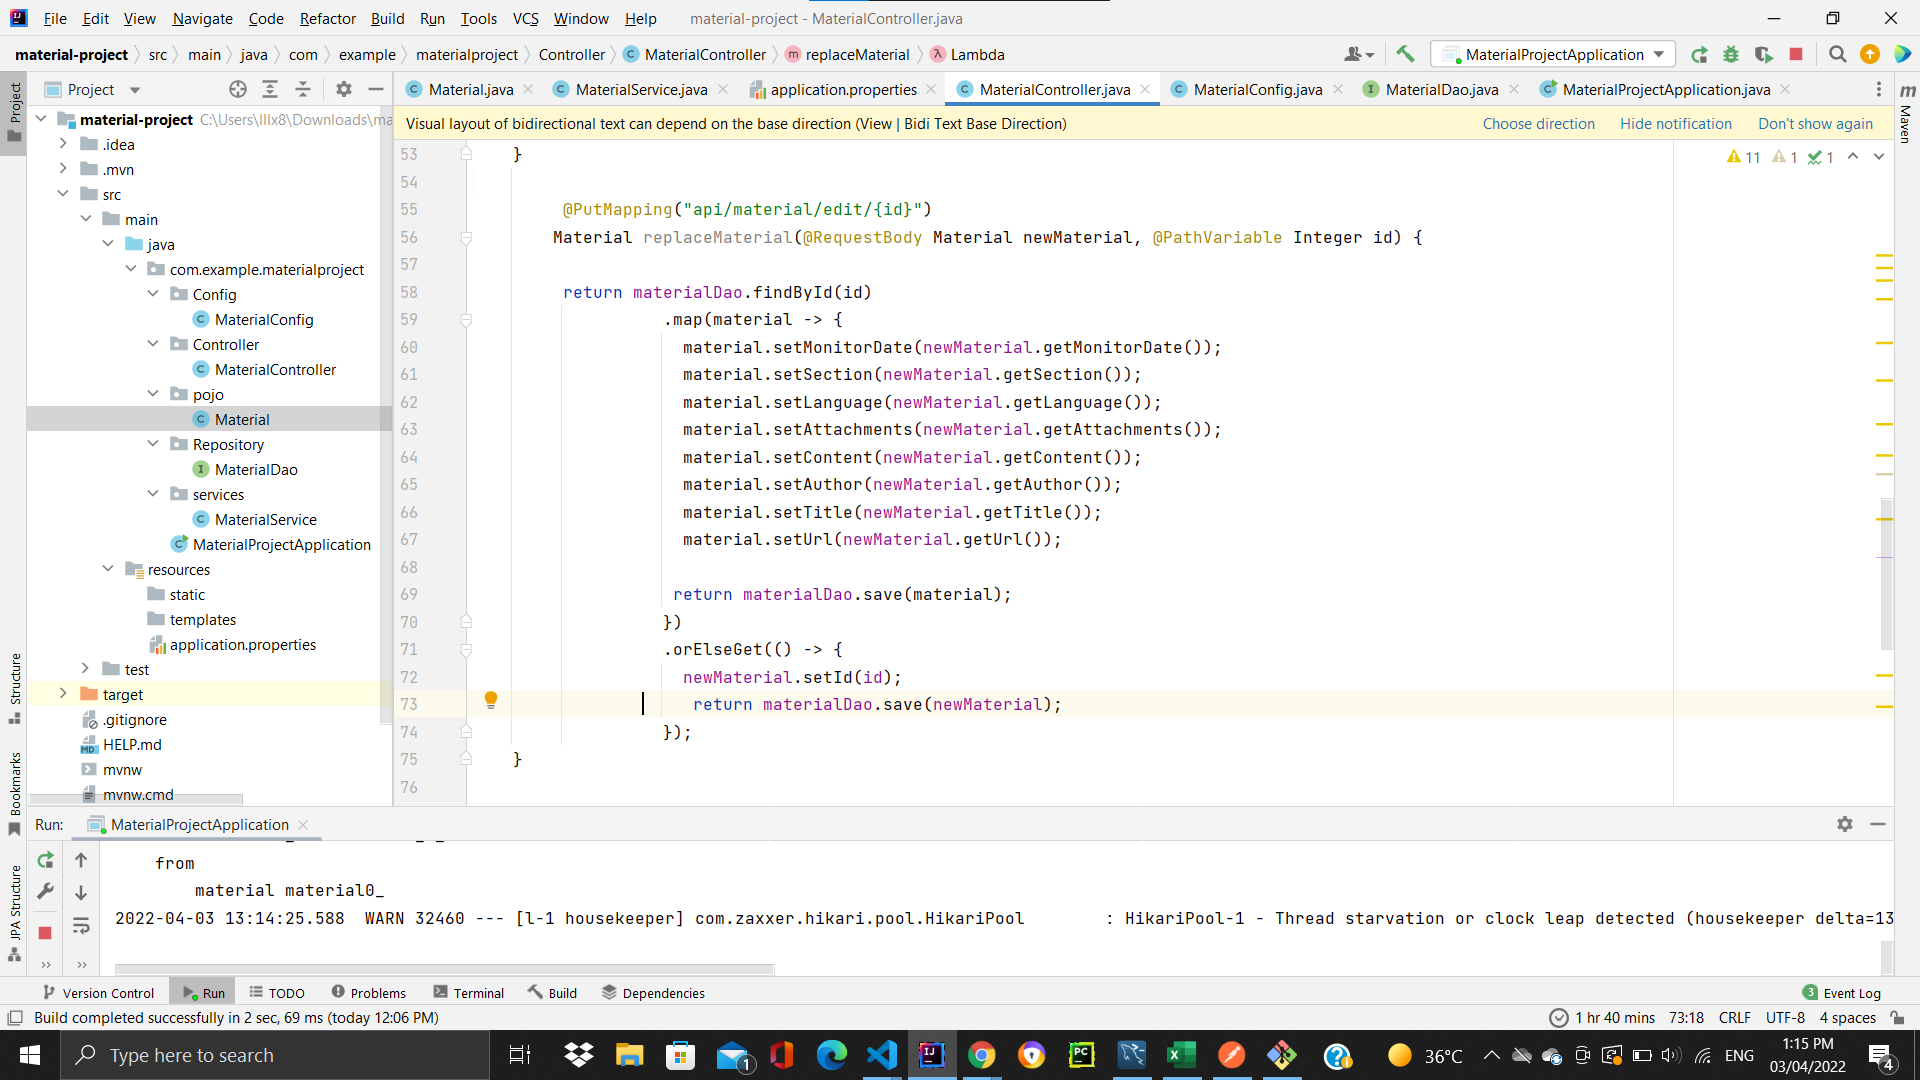 File Edit View Navigate Code Refactor Build Run Tools VCS Window Help material-project - MaterialController.java
material-project src main java com example materialproject Controller MaterialController replaceMaterial Lambda MaterialProjectApplication
Project Material.java MaterialService.java application.properties MaterialController.java MaterialConfig.java MaterialDao.java MaterialProjectApplication.java
Visual layout of bidirectional text can depend on the base direction (View | Bidi Text Base Direction) Choose direction Hide notification Don't show again
11 1 1
Project
Structure
Bookmarks
JPA Structure
Maven
material-project C:\Users\lllx8\Downloads\ma
.idea
.mvn
src
main
java
com.example.materialproject
Config
MaterialConfig
Controller
MaterialController
pojo
Material
Repository
MaterialDao
services
MaterialService
MaterialProjectApplication
resources
static
templates
application.properties
test
target
.gitignore
HELP.md
mvnw
mvnw.cmd
53 }
54
55 @PutMapping("api/material/edit/{id}")
56 Material replaceMaterial(@RequestBody Material newMaterial, @PathVariable Integer id) {
57
58 return materialDao.findById(id)
59 .map(material -> {
60 material.setMonitorDate(newMaterial.getMonitorDate());
61 material.setSection(newMaterial.getSection());
62 material.setLanguage(newMaterial.getLanguage());
63 material.setAttachments(newMaterial.getAttachments());
64 material.setContent(newMaterial.getContent());
65 material.setAuthor(newMaterial.getAuthor());
66 material.setTitle(newMaterial.getTitle());
67 material.setUrl(newMaterial.getUrl());
68
69 return materialDao.save(material);
70 })
71 .orElseGet(() -> {
72 newMaterial.setId(id);
73 return materialDao.save(newMaterial);
74 });
75 }
76
Run: MaterialProjectApplication
from
material material0_
2022-04-03 13:14:25.588 WARN 32460 --- [l-1 housekeeper] com.zaxxer.hikari.pool.HikariPool : HikariPool-1 - Thread starvation or clock leap detected (housekeeper delta=13
Version Control Run TODO Problems Terminal Build Dependencies 3 Event Log
Build completed successfully in 2 sec, 69 ms (today 12:06 PM) 1 hr 40 mins 73:18 CRLF UTF-8 4 spaces
Type here to search 1 36°C ENG 1:15 PM 4
03/04/2022